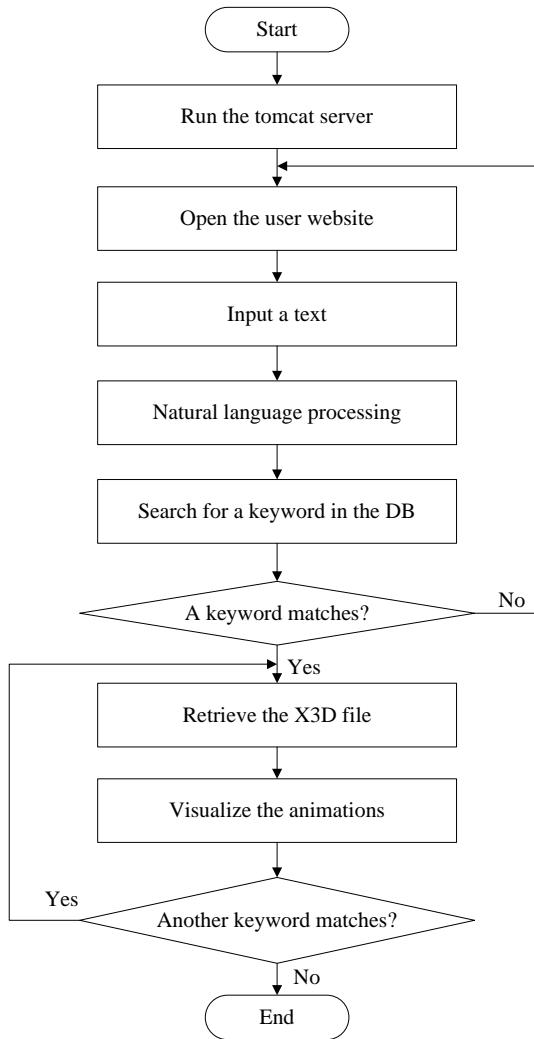 Start
Run the tomcat server
Open the user website
Input a text
Natural language processing
Search for a keyword in the DB
A keyword matches?
No
Yes
Retrieve the X3D file
Visualize the animations
Yes
Another keyword matches?
No
End